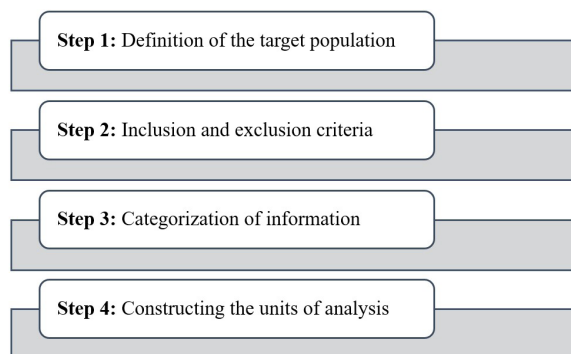 Step 1: Definition of the target population
Step 2: Inclusion and exclusion criteria
Step 3: Categorization of information
Step 4: Constructing the units of analysis